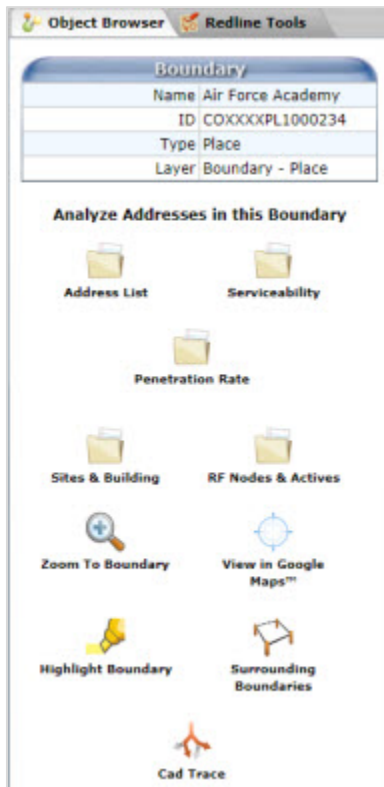 Object Browser Redline Tools
Boundary
Name Air Force Academy
ID COXXXXPL1000234
Type Place
Layer Boundary - Place
Analyze Addresses in this Boundary
Address List Serviceability
Penetration Rate
Sites & Building RF Nodes & Actives
Zoom To Boundary View in Google
Maps™
Highlight Boundary Surrounding
Boundaries
Cad Trace